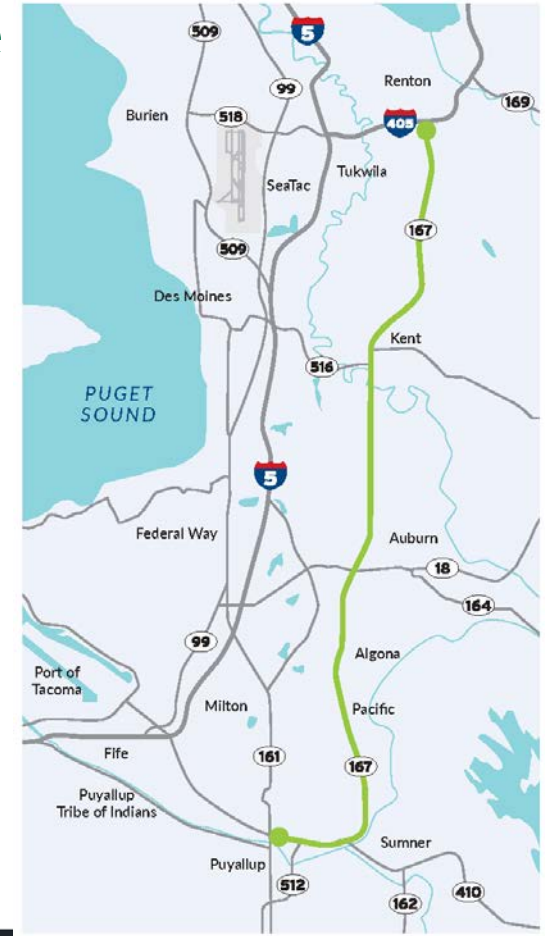 509
5
99
Renton
405
169
Burien
518
Tukwila
SeaTac
167
509
Des Moines
Kent
516
PUGET
SOUND
5
Federal Way
Auburn
18
164
99
Algona
Port of
Tacoma
Milton
Pacific
Fife
161
167
Puyallup
Tribe of Indians
Sumner
Puyallup
512
162
410